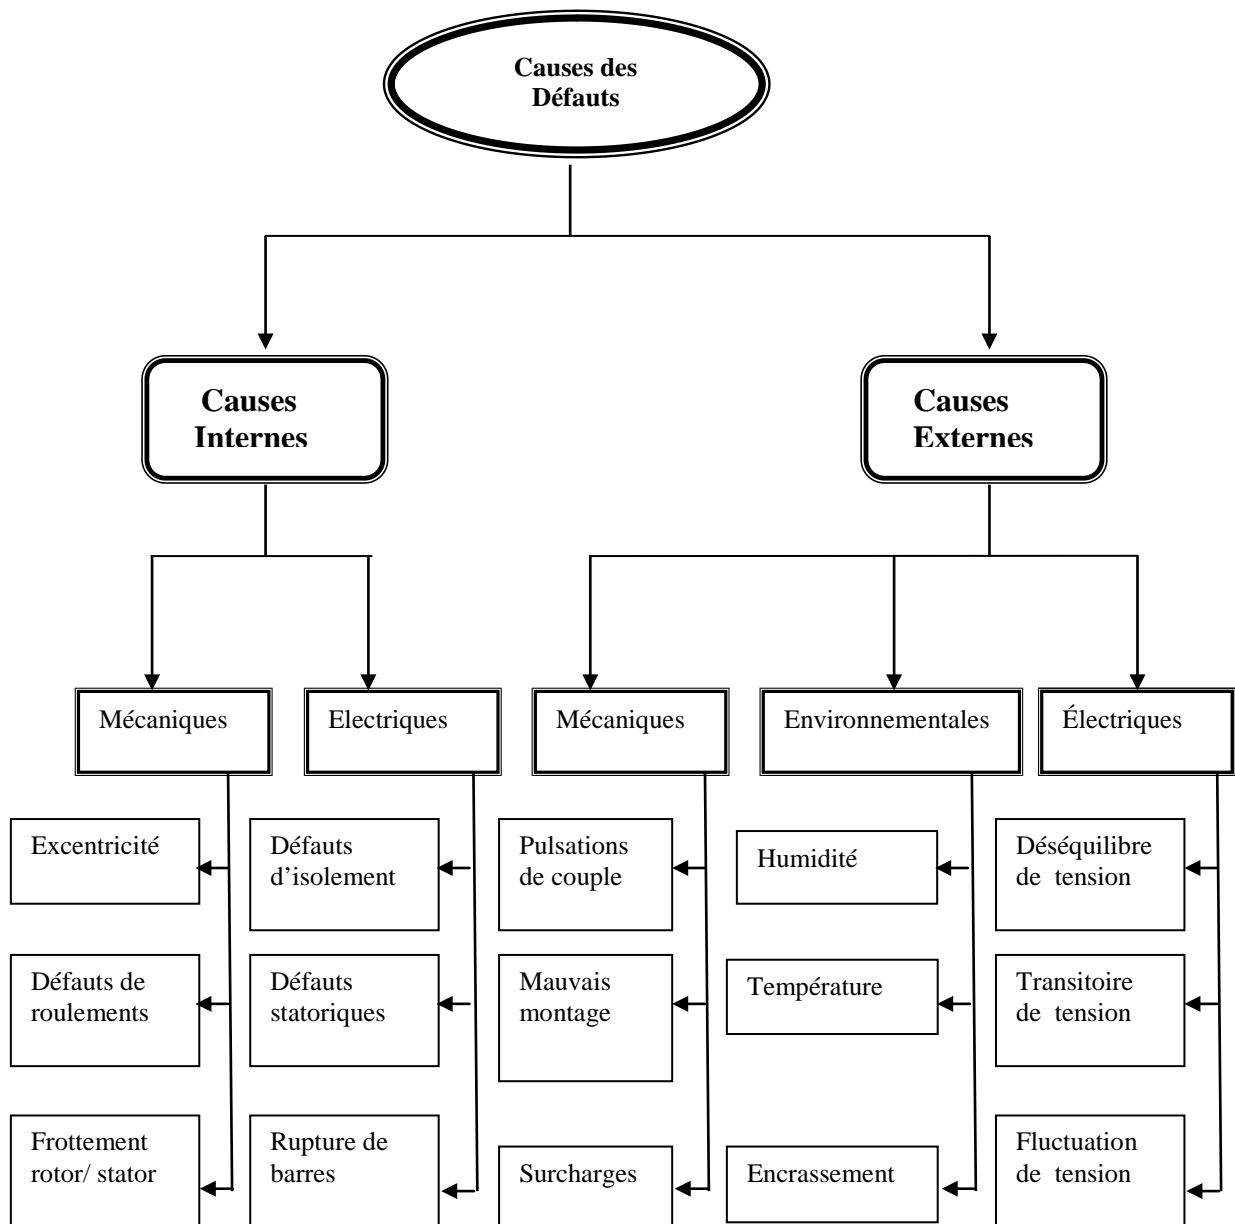 Causes des
Défauts
Causes
Internes
Causes
Externes
Mécaniques
Electriques
Mécaniques
Environnementales
Électriques
Excentricité
Défauts
d’isolement
Pulsations
de couple
Humidité
Déséquilibre
de tension
Défauts de
roulements
Défauts
statoriques
Mauvais
montage
Température
Transitoire
de tension
Frottement
rotor/ stator
Rupture de
barres
Surcharges
Encrassement
Fluctuation
de tension